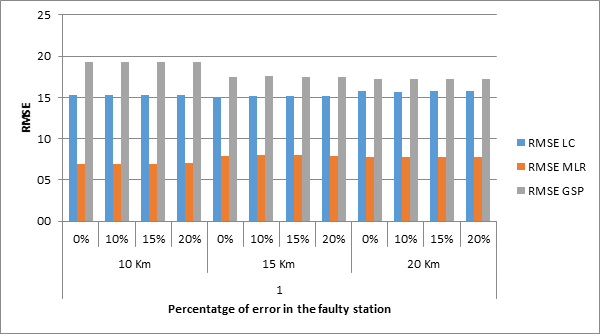 25
20
15
10
05
00
RMSE
0% 10% 15% 20% 0% 10% 15% 20% 0% 10% 15% 20%
10 Km 15 Km 20 Km
1
Percentatge of error in the faulty station
RMSE LC
RMSE MLR
RMSE GSP